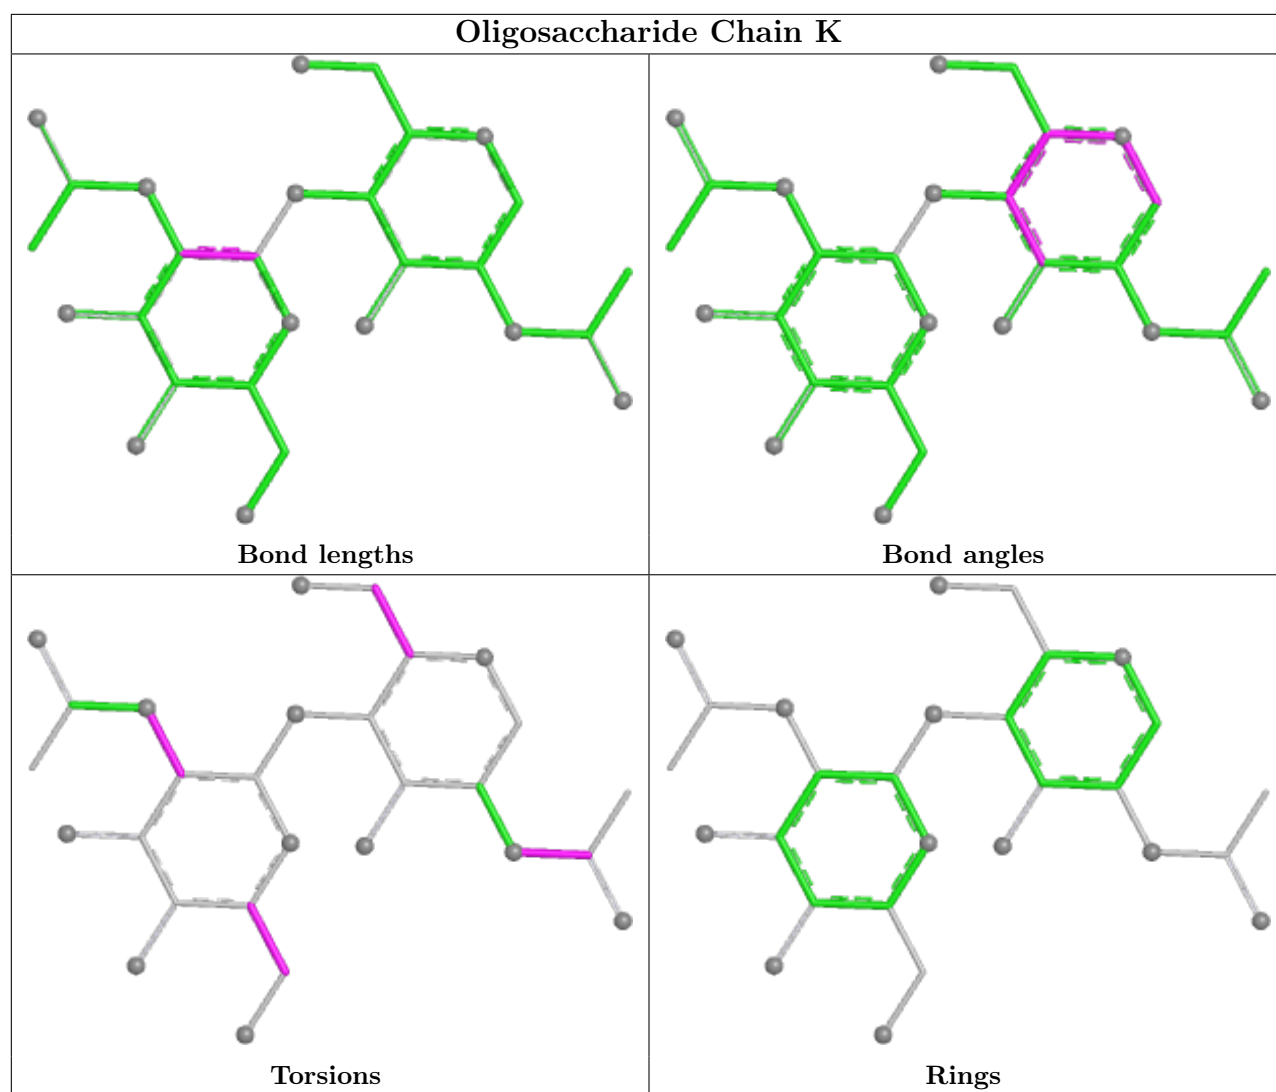 Oligosaccharide Chain K
Bond lengths
Bond angles
Torsions
Rings